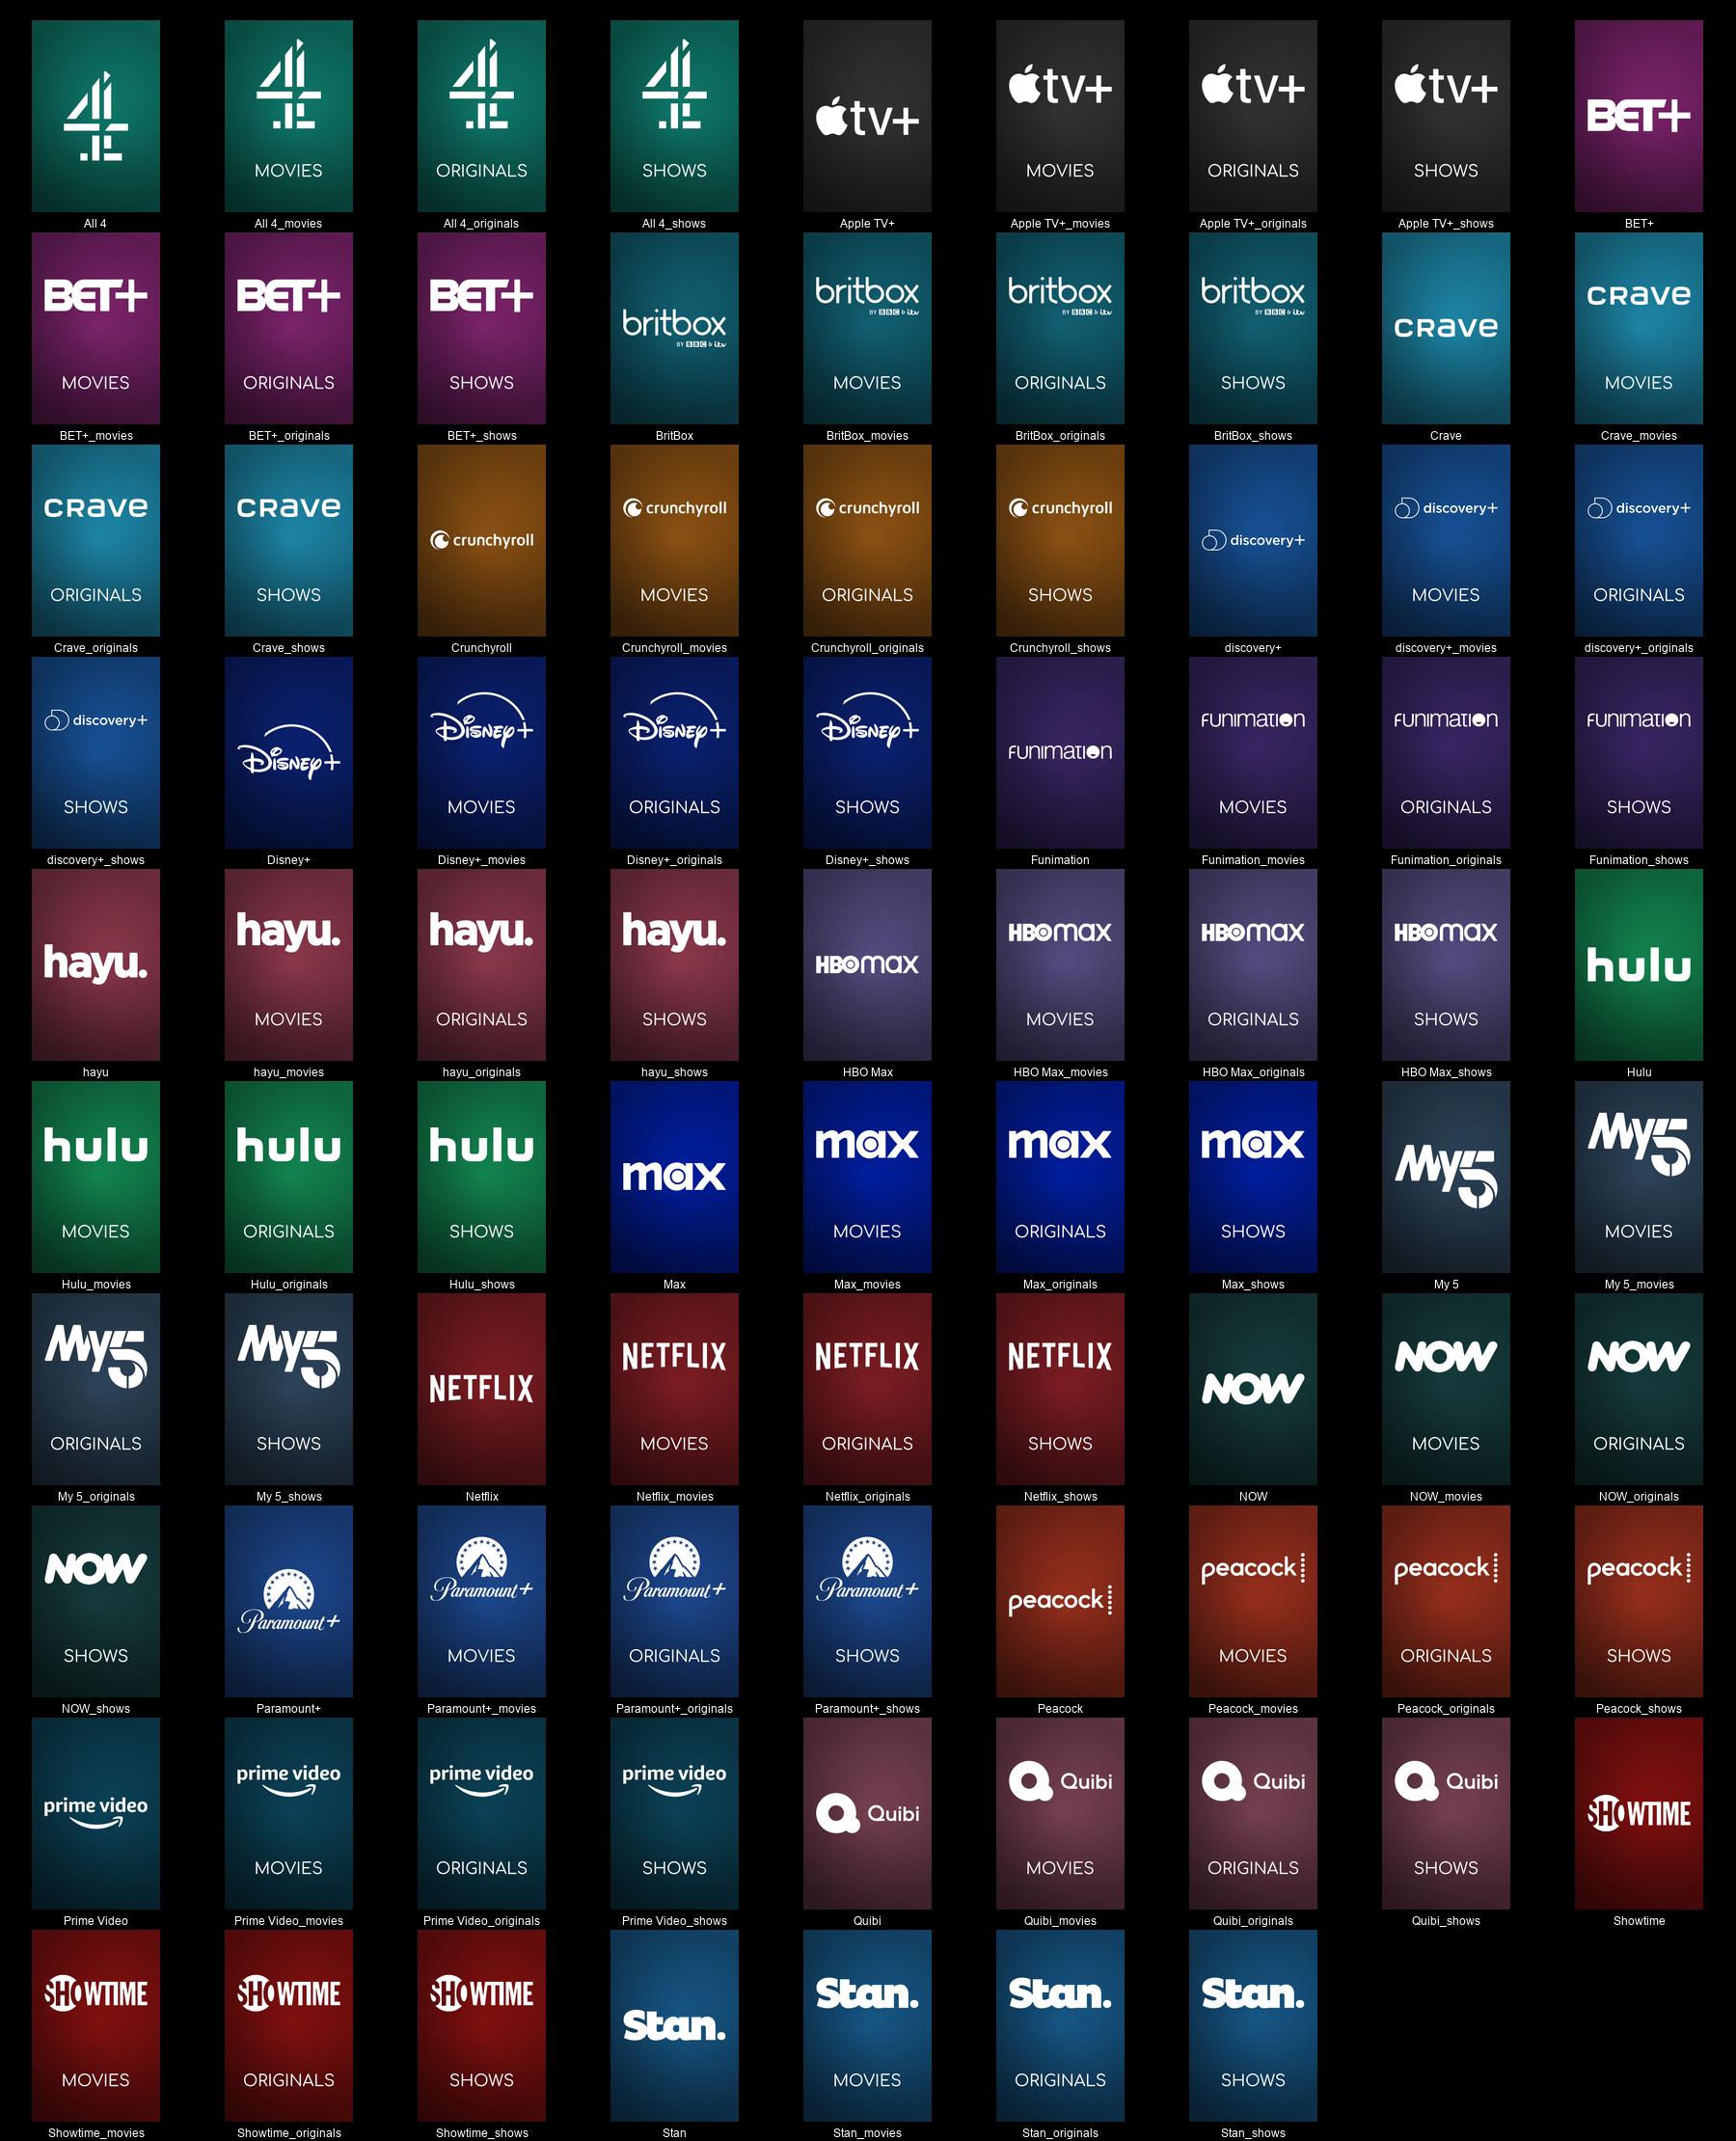 4 4 4 4 tv+ tv+ tv+ tv+ BET+
MOVIES ORIGINALS SHOWS MOVIES ORIGINALS SHOWS
All 4 All 4_movies All 4_originals All 4_shows Apple TV+ Apple TV+_movies Apple TV+_originals Apple TV+_shows BET+
BET+ BET+ BET+ britbox britbox britbox britbox CRAVE CRAVE
BY BBC & itv BY BBC & itv BY BBC & itv BY BBC & itv
MOVIES ORIGINALS SHOWS MOVIES ORIGINALS SHOWS MOVIES
BET+_movies BET+_originals BET+_shows BritBox BritBox_movies BritBox_originals BritBox_shows Crave Crave_movies
CRAVE CRAVE crunchyroll crunchyroll crunchyroll crunchyroll discovery+ discovery+ discovery+
ORIGINALS SHOWS MOVIES ORIGINALS SHOWS MOVIES ORIGINALS
Crave_originals Crave_shows Crunchyroll Crunchyroll_movies Crunchyroll_originals Crunchyroll_shows discovery+ discovery+_movies discovery+_originals
discovery+ Disney+ Disney+ Disney+ Disney+ Funimation Funimation Funimation Funimation
SHOWS MOVIES ORIGINALS SHOWS MOVIES ORIGINALS SHOWS
discovery+_shows Disney+ Disney+_movies Disney+_originals Disney+_shows Funimation Funimation_movies Funimation_originals Funimation_shows
hayu. hayu. hayu. hayu. HBOmax HBOmax HBOmax HBOmax hulu
MOVIES ORIGINALS SHOWS MOVIES ORIGINALS SHOWS
hayu hayu_movies hayu_originals hayu_shows HBO Max HBO Max_movies HBO Max_originals HBO Max_shows Hulu
hulu hulu hulu max max max max My5 My5
MOVIES ORIGINALS SHOWS MOVIES ORIGINALS SHOWS MOVIES
Hulu_movies Hulu_originals Hulu_shows Max Max_movies Max_originals Max_shows My 5 My 5_movies
My5 My5 NETFLIX NETFLIX NETFLIX NETFLIX NOW NOW NOW
ORIGINALS SHOWS MOVIES ORIGINALS SHOWS MOVIES ORIGINALS
My 5_originals My 5_shows Netflix Netflix_movies Netflix_originals Netflix_shows NOW NOW_movies NOW_originals
NOW Paramount+ Paramount+ Paramount+ Paramount+ peacock peacock peacock peacock
SHOWS MOVIES ORIGINALS SHOWS MOVIES ORIGINALS SHOWS
NOW_shows Paramount+ Paramount+_movies Paramount+_originals Paramount+_shows Peacock Peacock_movies Peacock_originals Peacock_shows
prime video prime video prime video prime video Quibi Quibi Quibi Quibi SHOWTIME
MOVIES ORIGINALS SHOWS MOVIES ORIGINALS SHOWS
Prime Video Prime Video_movies Prime Video_originals Prime Video_shows Quibi Quibi_movies Quibi_originals Quibi_shows Showtime
SHOWTIME SHOWTIME SHOWTIME Stan. Stan. Stan. Stan.
MOVIES ORIGINALS SHOWS MOVIES ORIGINALS SHOWS
Showtime_movies Showtime_originals Showtime_shows Stan Stan_movies Stan_originals Stan_shows